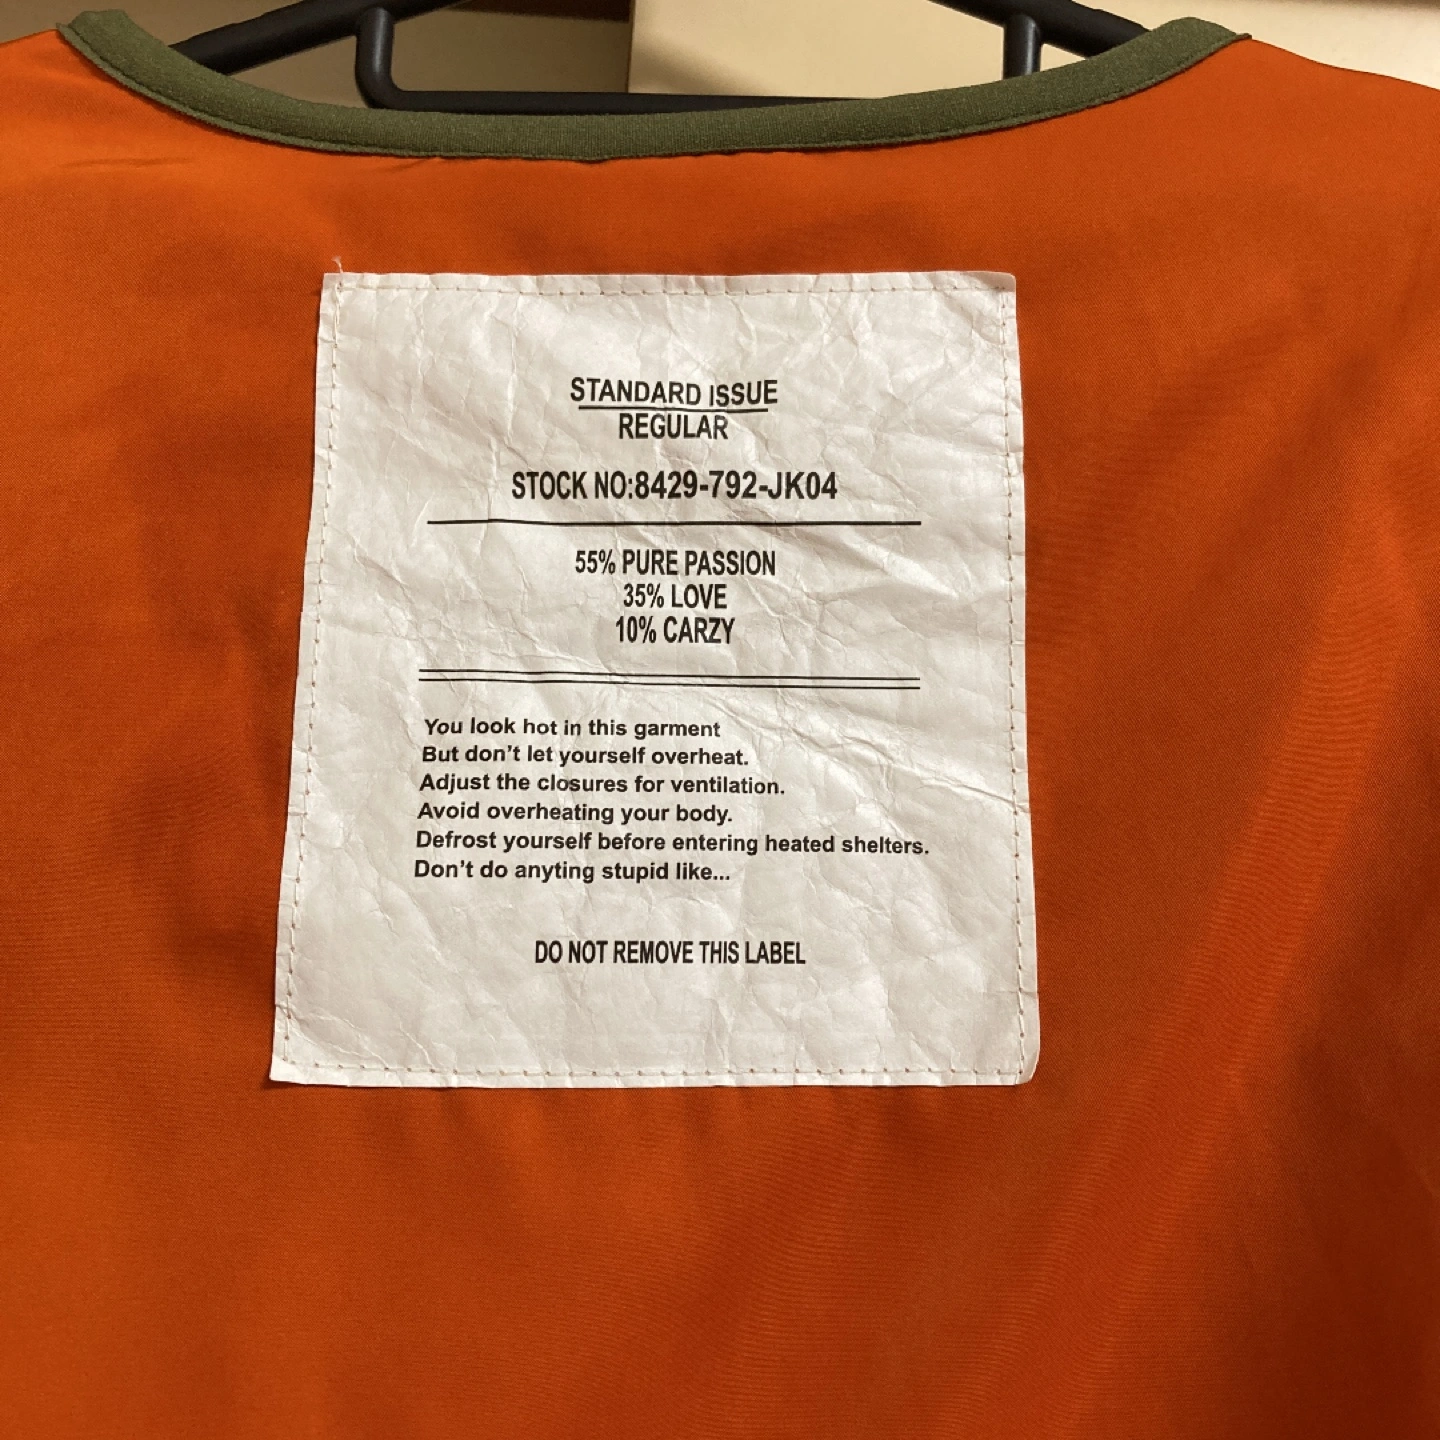 STANDARD ISSUE
REGULAR
STOCK NO:8429-792-JK04
55% PURE PASSION
35% LOVE
10% CARZY
You look hot in this garment
But don’t let yourself overheat.
Adjust the closures for ventilation.
Avoid overheating your body.
Defrost yourself before entering heated shelters.
Don’t do anyting stupid like...
DO NOT REMOVE THIS LABEL